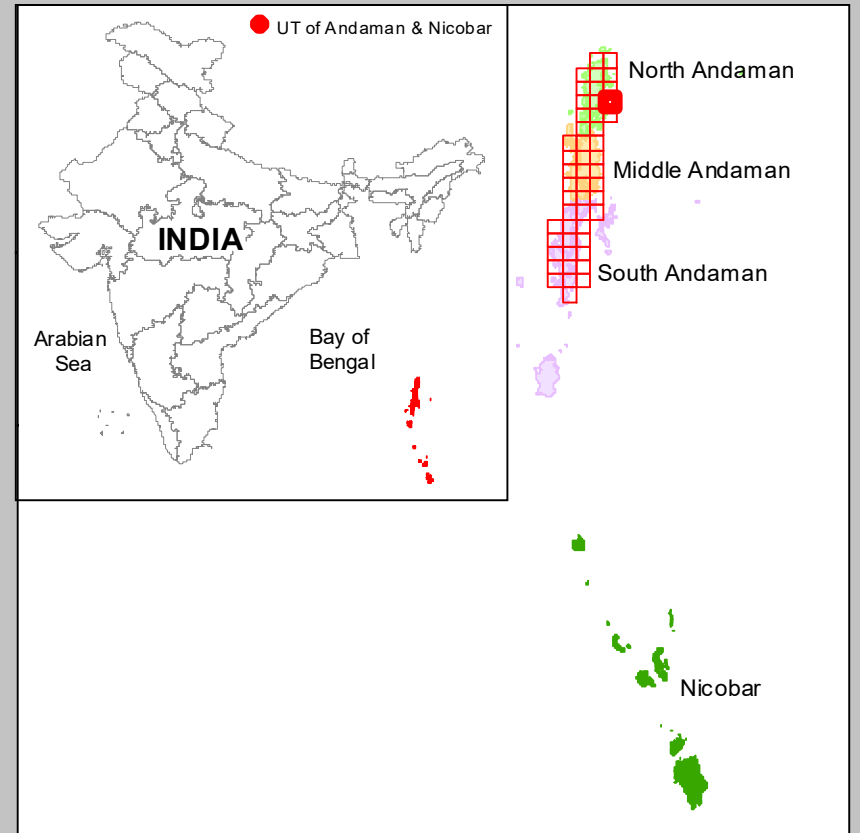 UT of Andaman & Nicobar
INDIA
Arabian
Sea
Bay of
Bengal
North Andaman
Middle Andaman
South Andaman
Nicobar